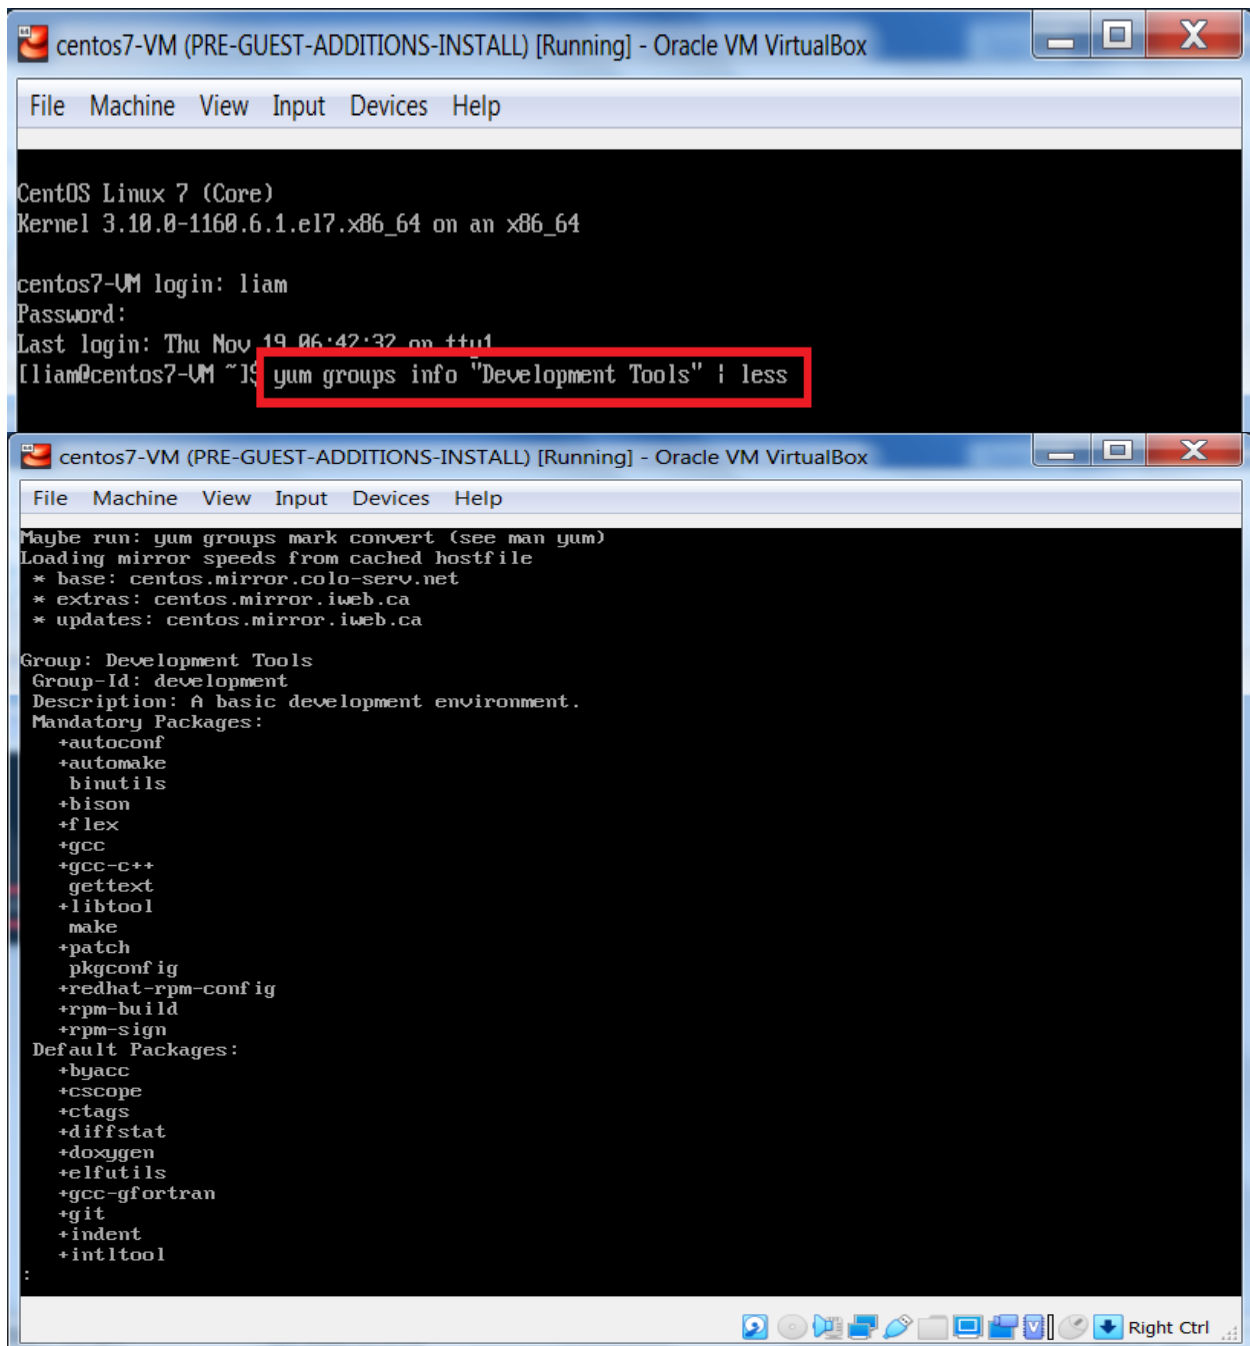 centos7-VM (PRE-GUEST-ADDITIONS-INSTALL) [Running] - Oracle VM VirtualBox
File Machine View Input Devices Help
CentOS Linux 7 (Core)
Kernel 3.10.0-1160.6.1.el7.x86_64 on an x86_64
centos7-VM login: liam
Password:
Last login: Thu Nov 19 06:42:32 on tty1
[liam@centos7-VM ~]$ yum groups info "Development Tools" | less
centos7-VM (PRE-GUEST-ADDITIONS-INSTALL) [Running] - Oracle VM VirtualBox
File Machine View Input Devices Help
Maybe run: yum groups mark convert (see man yum)
Loading mirror speeds from cached hostfile
* base: centos.mirror.colo-serv.net
* extras: centos.mirror.iweb.ca
* updates: centos.mirror.iweb.ca
Group: Development Tools
Group-Id: development
Description: A basic development environment.
Mandatory Packages:
+autoconf
+automake
binutils
+bison
+flex
+gcc
+gcc-c++
gettext
+libtool
make
+patch
pkgconfig
+redhat-rpm-config
+rpm-build
+rpm-sign
Default Packages:
+byacc
+cscope
+ctags
+diffstat
+doxygen
+elfutils
+gcc-gfortran
+git
+indent
+intltool
:
Right Ctrl